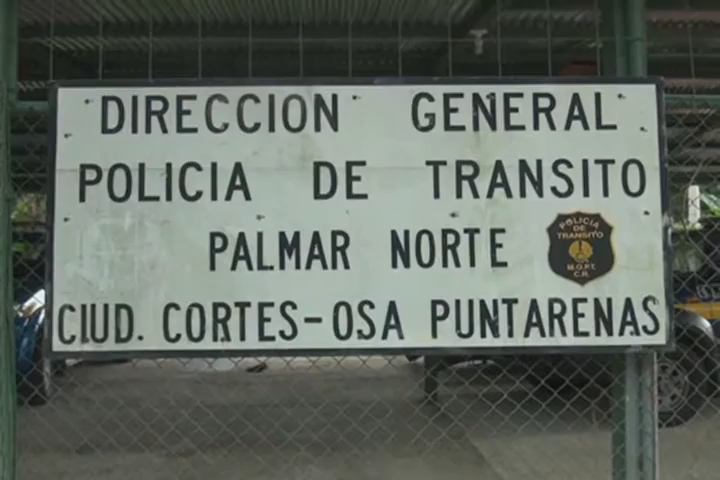 DIRECCION GENERAL
POLICIA DE TRANSITO
PALMAR NORTE
POLICIA
DE
TRANSITO
M.O.P.T.
C.R.
CIUD. CORTES-OSA PUNTARENAS